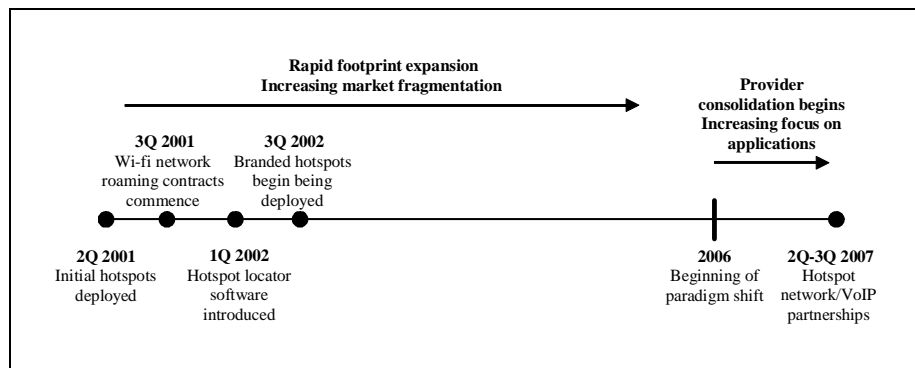 Rapid footprint expansion
Increasing market fragmentation
Provider
consolidation begins
Increasing focus on
applications
3Q 2001
Wi-fi network
roaming contracts
commence
3Q 2002
Branded hotspots
begin being
deployed
2Q 2001
Initial hotspots
deployed
1Q 2002
Hotspot locator
software
introduced
2006
Beginning of
paradigm shift
2Q-3Q 2007
Hotspot
network/VoIP
partnerships